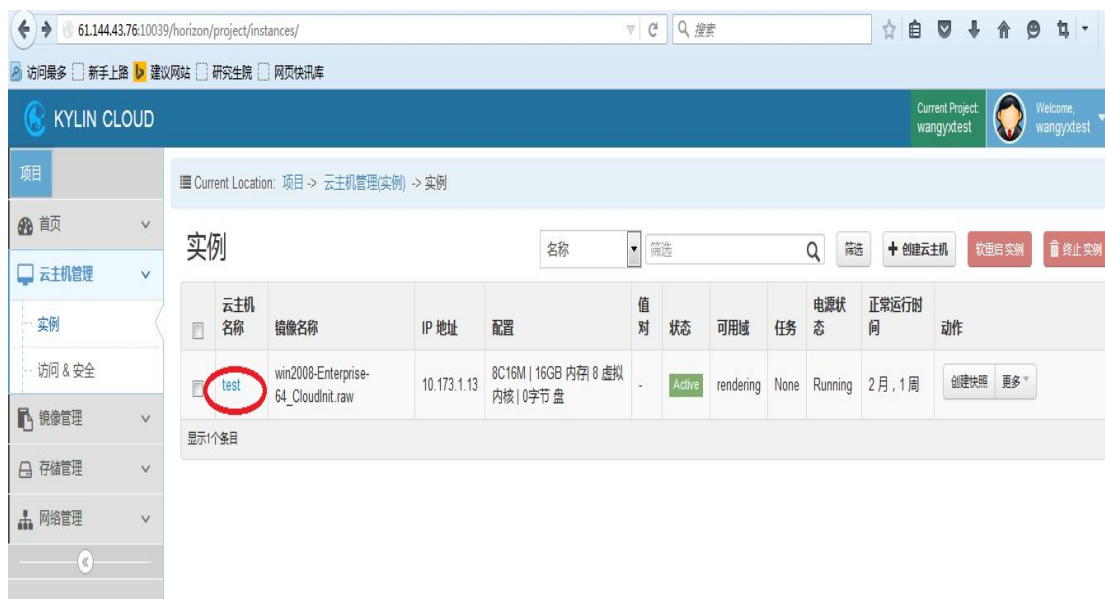 61.144.43.76:10039/horizon/project/instances/
搜索
访问最多 新手上路 建议网站 研究生院 网页快讯库
KYLIN CLOUD
Current Project:
wangyxtest
Welcome,
wangyxtest
项目
Current Location: 项目 -> 云主机管理(实例) -> 实例
首页
云主机管理
实例
访问 & 安全
镜像管理
存储管理
网络管理
实例
名称 筛选 筛选 + 创建云主机 软重启实例 终止实例
云主机名称 镜像名称 IP 地址 配置 值对 状态 可用域 任务 电源状态 正常运行时间 动作
test win2008-Enterprise-64_CloudInit.raw 10.173.1.13 8C16M | 16GB 内存| 8 虚拟内核 | 0字节 盘 - Active rendering None Running 2 月，1 周 创建快照 更多
显示1个条目